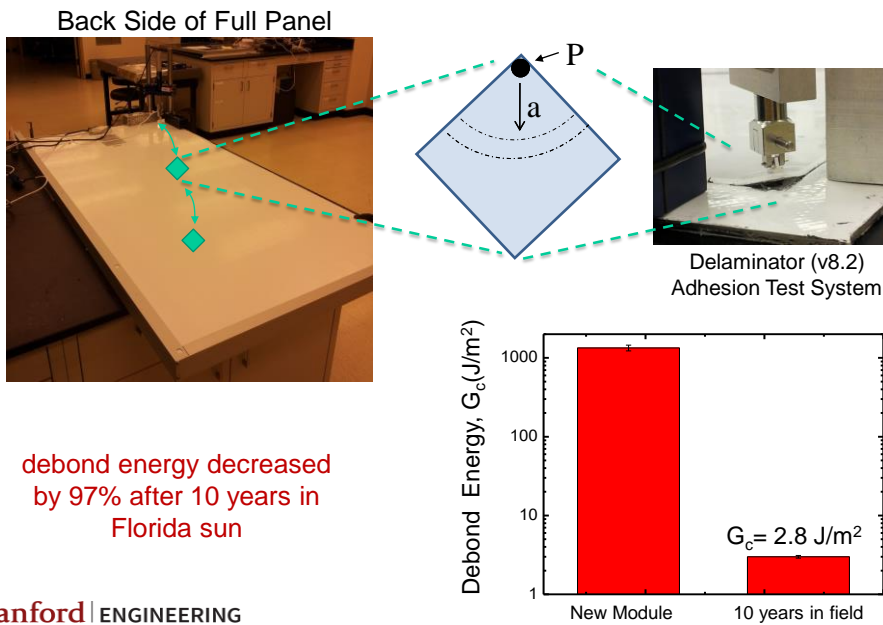 Back Side of Full Panel
P
a
Delaminator (v8.2)
Adhesion Test System
debond energy decreased
by 97% after 10 years in
Florida sun
Debond Energy, Gc(J/m²)
1000
100
10
1
Gc= 2.8 J/m²
New Module
10 years in field
anford | ENGINEERING